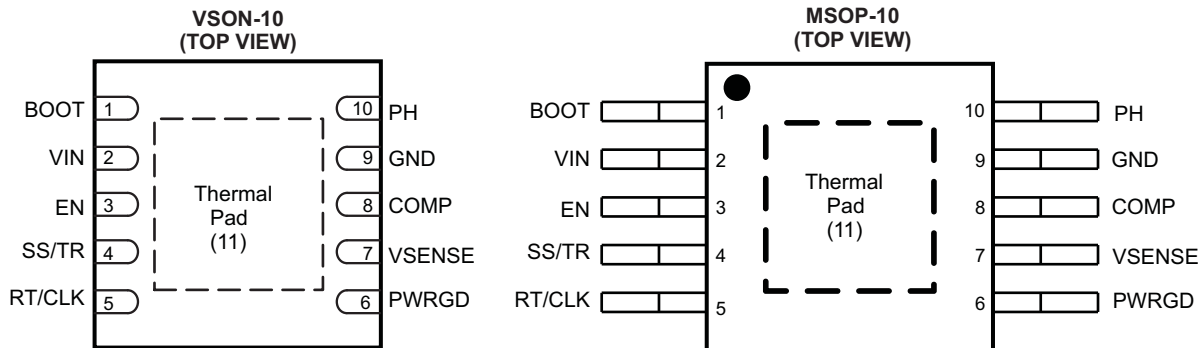 VSON-10
(TOP VIEW)
BOOT 1
VIN 2
EN 3
SS/TR 4
RT/CLK 5
Thermal
Pad
(11)
10 PH
9 GND
8 COMP
7 VSENSE
6 PWRGD
MSOP-10
(TOP VIEW)
BOOT 1
VIN 2
EN 3
SS/TR 4
RT/CLK 5
Thermal
Pad
(11)
10 PH
9 GND
8 COMP
7 VSENSE
6 PWRGD